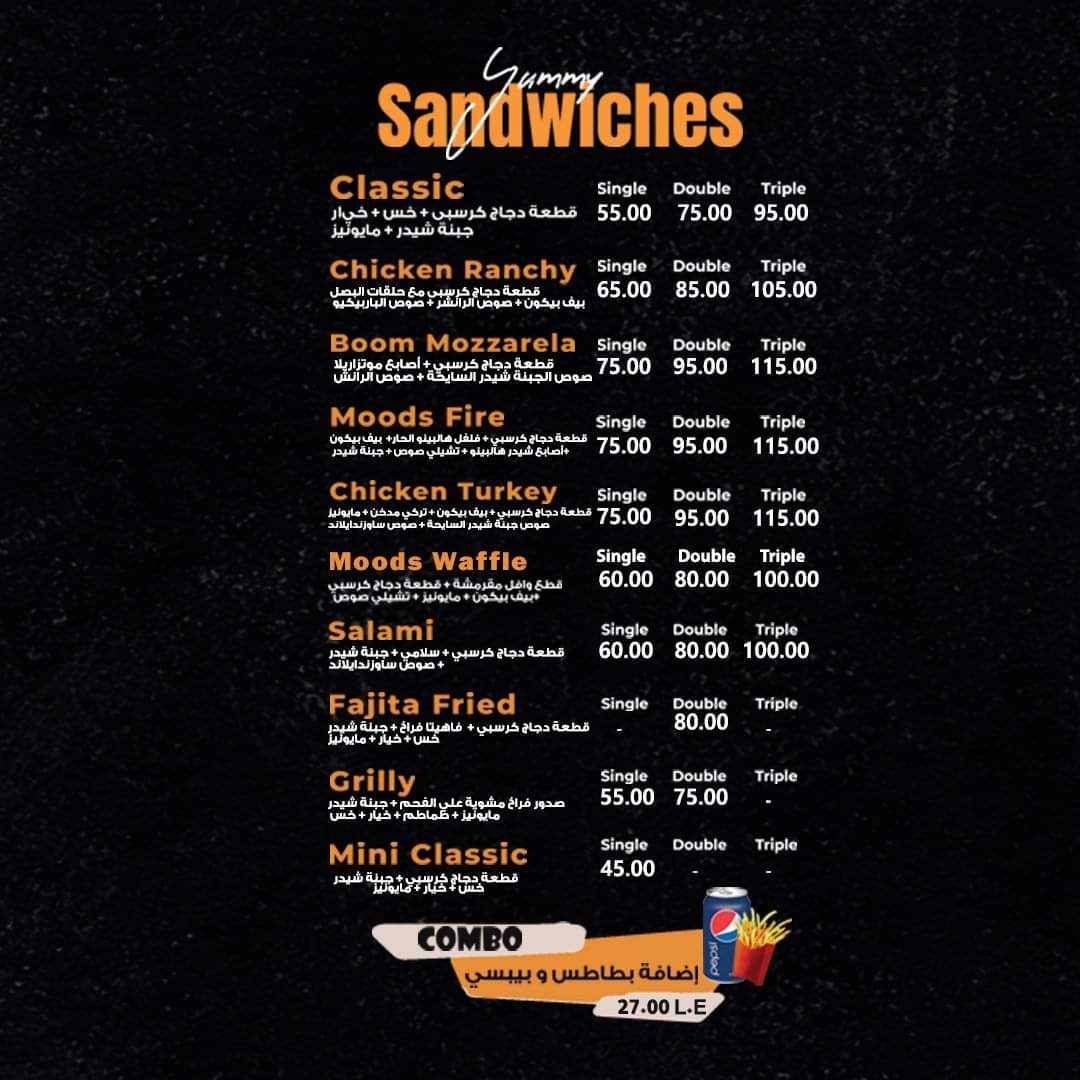 Yummy
Sandwiches
Classic
Single Double Triple
قطعة دجاج كرسبي + خس + خيار
55.00 75.00 95.00
جبنة شيدر + مايونيز
Chicken Ranchy
Single Double Triple
قطعة دجاج كرسبي مع حلقات البصل
65.00 85.00 105.00
بيف بيكون + صوص الرانشر + صوص الباربيكيو
Boom Mozzarela
Single Double Triple
قطعة دجاج كرسبي + أصابع موتزاريلا
75.00 95.00 115.00
صوص الجبنة شيدر السايحة + صوص الرانش
Moods Fire
Single Double Triple
قطعة دجاج كرسبي + فلفل هالبينو الحار+ بيف بيكون
75.00 95.00 115.00
+أصابع شيدر هالبينو + تشيلي صوص + جبنة شيدر
Chicken Turkey
Single Double Triple
قطعة دجاج كرسبي + بيف بيكون + تركي مدخن + مايونيز
75.00 95.00 115.00
صوص جبنة شيدر السايحة + صوص ساوزندايلاند
Moods Waffle
Single Double Triple
قطع وافل مقرمشة + قطعة دجاج كرسبي
60.00 80.00 100.00
+بيف بيكون + مايونيز + تشيلي صوص
Salami
Single Double Triple
قطعة دجاج كرسبي + سلامي + جبنة شيدر
60.00 80.00 100.00
+ صوص ساوزندايلاند
Fajita Fried
Single Double Triple
قطعة دجاج كرسبي + فاهيتا فراخ + جبنة شيدر
- 80.00 -
خس + خيار + مايونيز
Grilly
Single Double Triple
صدور فراخ مشوية علي الفحم + جبنة شيدر
55.00 75.00 -
مايونيز + طماطم + خيار + خس
Mini Classic
Single Double Triple
قطعة دجاج كرسبي + جبنة شيدر
45.00 - -
خس + خيار + مايونيز
COMBO
إضافة بطاطس و بيبسي
pepsi
27.00 L.E